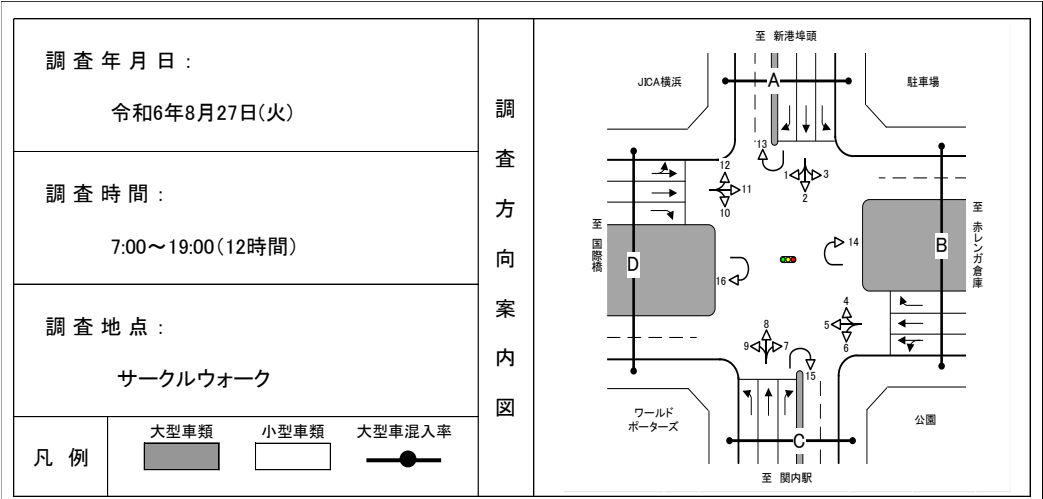 調査年月日：
令和6年8月27日(火)
調査時間：
7:00～19:00（12時間）
調査地点：
サークルウォーク
凡例
大型車類
小型車類
大型車混入率
調査方向案内図
至 新港埠頭
JICA横浜
A
駐車場
13
1
3
2
12
11
10
至 国際橋
D
16
14
B
至 赤レンガ倉庫
4
5
6
8
9
7
15
ワールド
ポーターズ
C
公園
至 関内駅